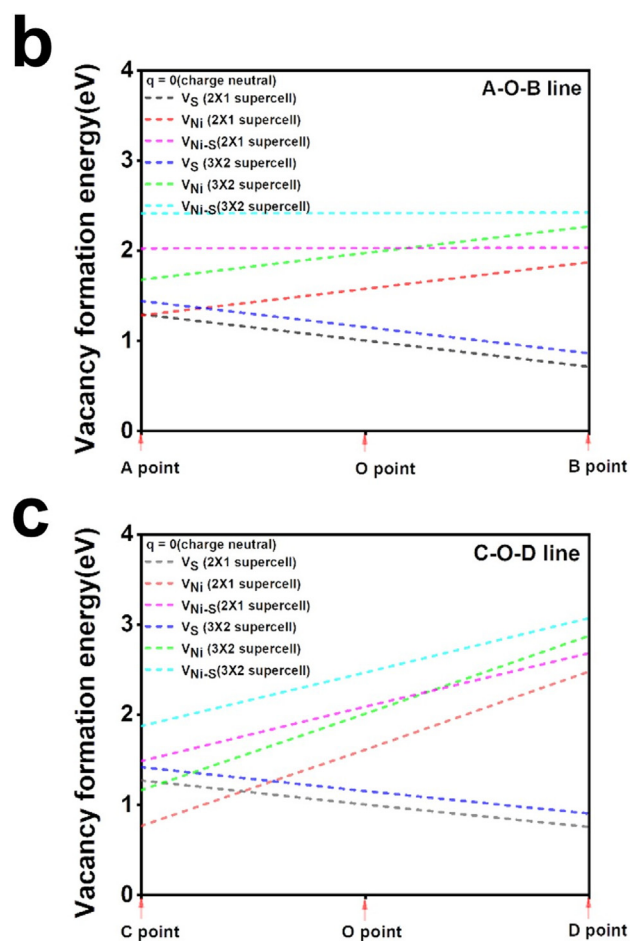 b
Vacancy formation energy(eV)
4
3
2
1
0
q = 0(charge neutral)
V_S (2X1 supercell)
V_Ni (2X1 supercell)
V_Ni-S(2X1 supercell)
V_S (3X2 supercell)
V_Ni (3X2 supercell)
V_Ni-S(3X2 supercell)
A-O-B line
A point
O point
B point
c
Vacancy formation energy(eV)
4
3
2
1
0
q = 0(charge neutral)
V_S (2X1 supercell)
V_Ni (2X1 supercell)
V_Ni-S(2X1 supercell)
V_S (3X2 supercell)
V_Ni (3X2 supercell)
V_Ni-S(3X2 supercell)
C-O-D line
C point
O point
D point